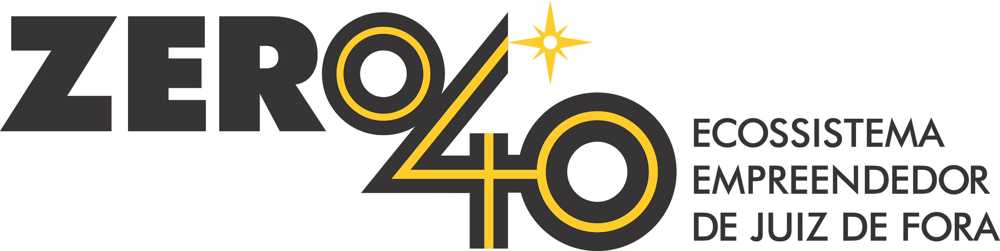 ZERO40
ECOSSISTEMA
EMPREENDEDOR
DE JUIZ DE FORA